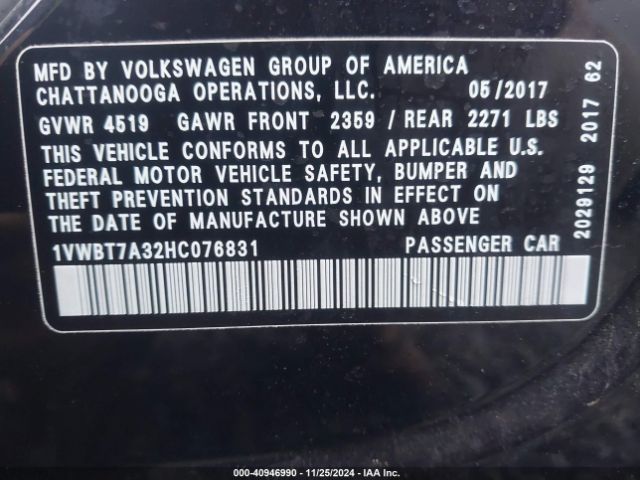 MFD BY VOLKSWAGEN GROUP OF AMERICA
CHATTANOOGA OPERATIONS, LLC. 05/2017
GVWR 4519 GAWR FRONT 2359 / REAR 2271 LBS
THIS VEHICLE CONFORMS TO ALL APPLICABLE U.S.
FEDERAL MOTOR VEHICLE SAFETY, BUMPER AND
THEFT PREVENTION STANDARDS IN EFFECT ON
THE DATE OF MANUFACTURE SHOWN ABOVE
1VWBT7A32HC076831 PASSENGER CAR
2029129 2017 62
000-40946990 - 11/25/2024 - IAAI.com